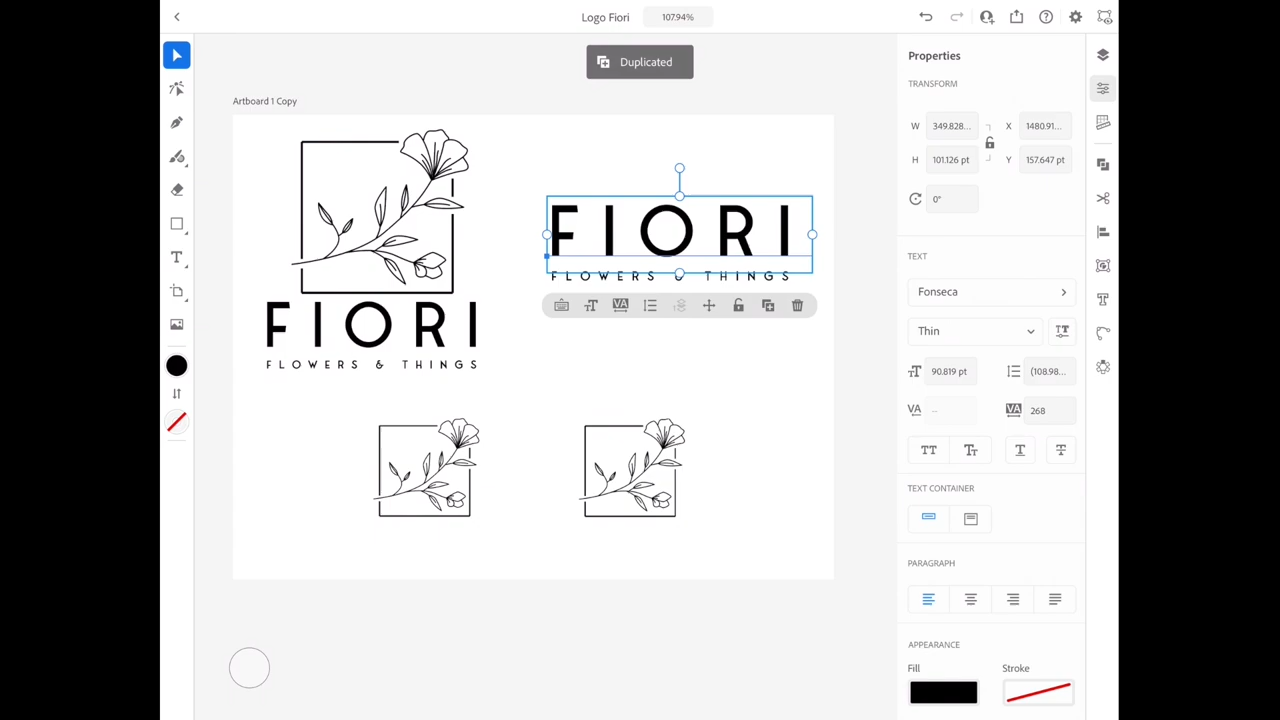 Logo Fiori
107.94%
Duplicated
Properties
TRANSFORM
W 349.828... X 1480.91...
H 101.126 pt Y 157.647 pt
0°
Artboard 1 Copy
FIORI
FLOWERS & THINGS
FIORI
FLOWERS & THINGS
TEXT
Fonseca
Thin
90.819 pt (108.98...
VA -- VA 268
TT Tt T T
TEXT CONTAINER
PARAGRAPH
APPEARANCE
Fill Stroke